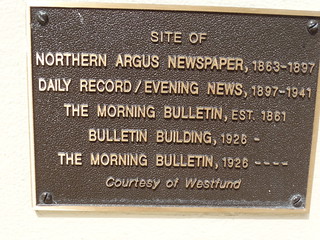 SITE OF
NORTHERN ARGUS NEWSPAPER, 1863-1897
DAILY RECORD/EVENING NEWS, 1897-1941
THE MORNING BULLETIN, EST. 1861
BULLETIN BUILDING, 1926 -
THE MORNING BULLETIN, 1926 ----
Courtesy of Westfund